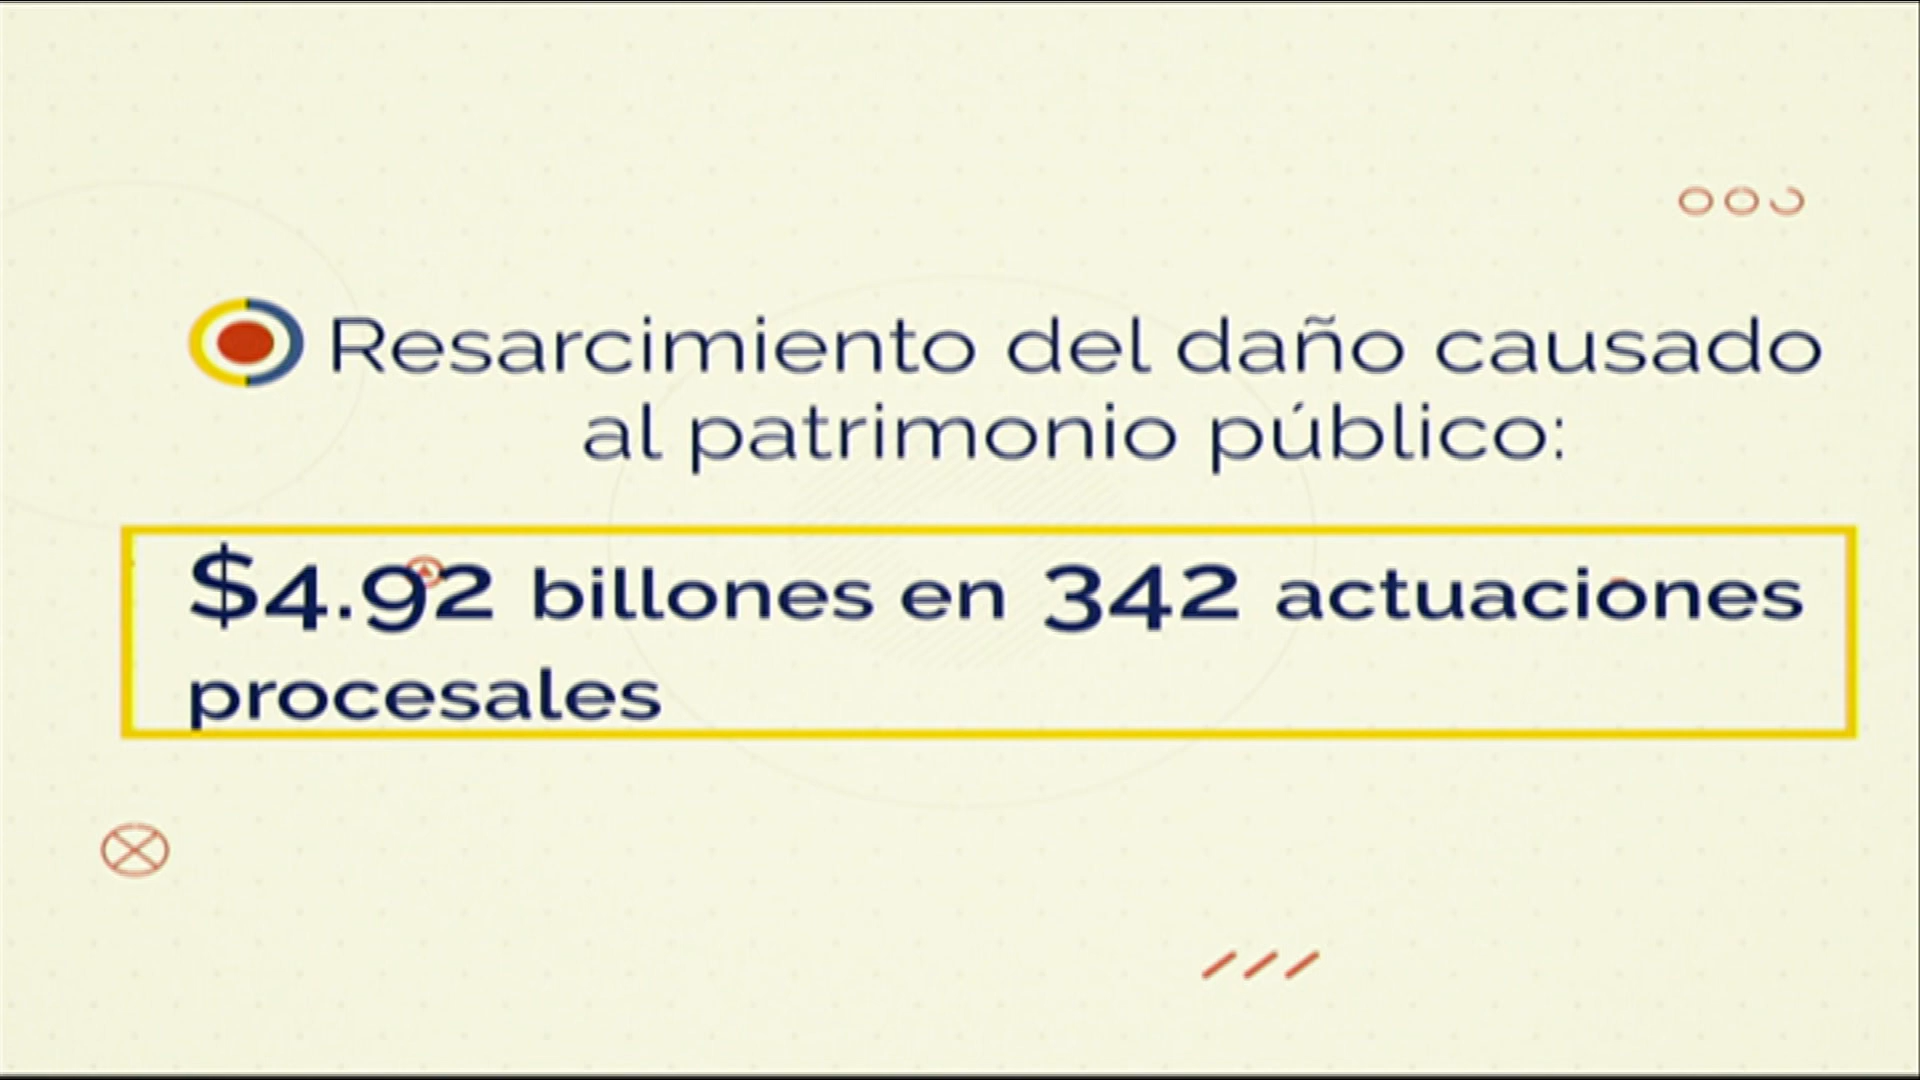 Resarcimiento del daño causado
al patrimonio público:
$4.92 billones en 342 actuaciones
procesales